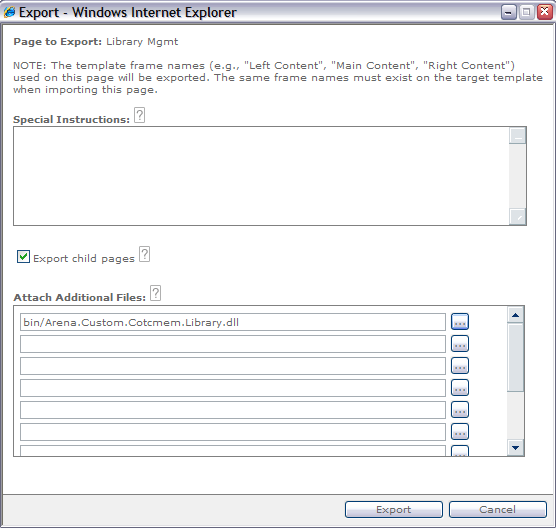 Export - Windows Internet Explorer
Page to Export: Library Mgmt
NOTE: The template frame names (e.g., "Left Content", "Main Content", "Right Content")
used on this page will be exported. The same frame names must exist on the target template
when importing this page.
Special Instructions: ?
Export child pages ?
Attach Additional Files: ?
bin/Arena.Custom.Cotcmem.Library.dll
...
...
...
...
...
...
...
Export Cancel